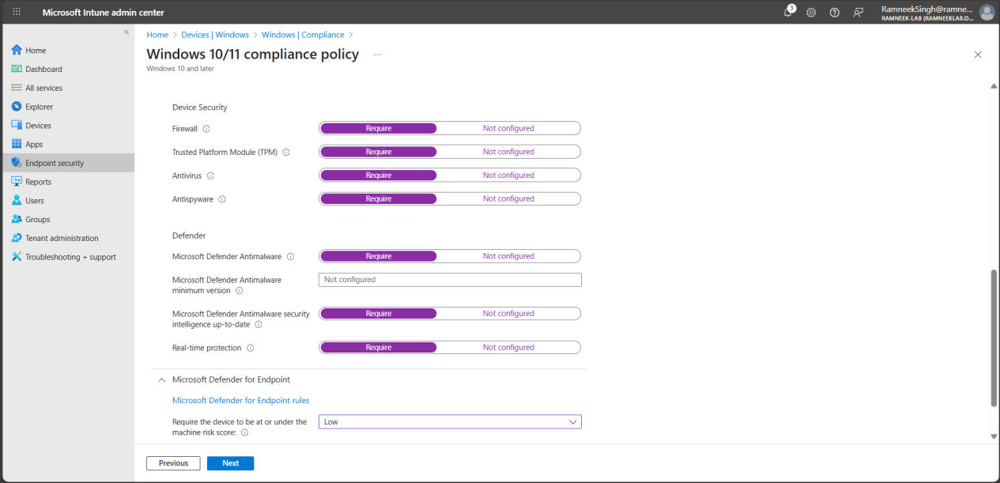 Microsoft Intune admin center
3
RamneekSingh@ramne...
RAMNEEK-LAB (RAMNEEKLAB.O...
«
Home
Dashboard
All services
Explorer
Devices
Apps
Endpoint security
Reports
Users
Groups
Tenant administration
Troubleshooting + support
Home > Devices | Windows > Windows | Compliance >
Windows 10/11 compliance policy ...
Windows 10 and later
Device Security
Firewall Require Not configured
Trusted Platform Module (TPM) Require Not configured
Antivirus Require Not configured
Antispyware Require Not configured
Defender
Microsoft Defender Antimalware Require Not configured
Microsoft Defender Antimalware
minimum version
Not configured
Microsoft Defender Antimalware security
intelligence up-to-date
Require Not configured
Real-time protection Require Not configured
Microsoft Defender for Endpoint
Microsoft Defender for Endpoint rules
Require the device to be at or under the
machine risk score:
Low
Previous Next